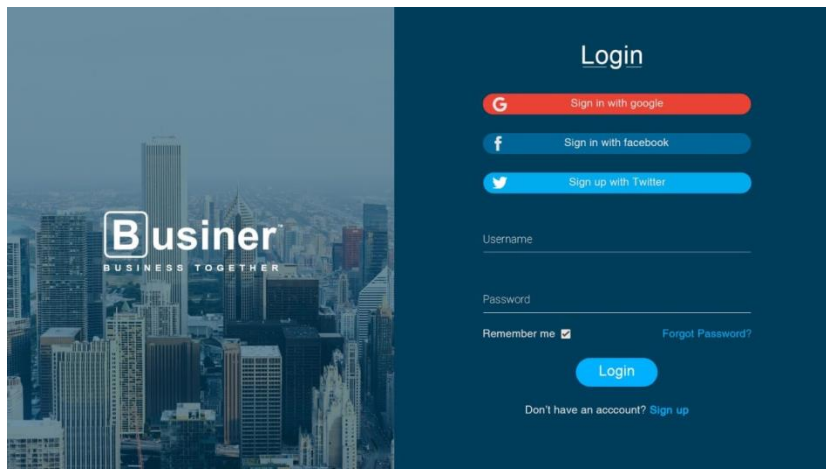 Businer™
BUSINESS TOGETHER
Login
G Sign in with google
f Sign in with facebook
Sign up with Twitter
Username
Password
Remember me Forgot Password?
Login
Don't have an acccount? Sign up